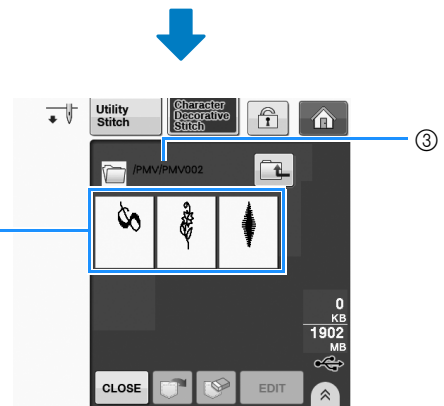 Utility
Stitch
Character
Decorative
Stitch
③
/PMV/PMV002
0
KB
1902
MB
CLOSE
EDIT